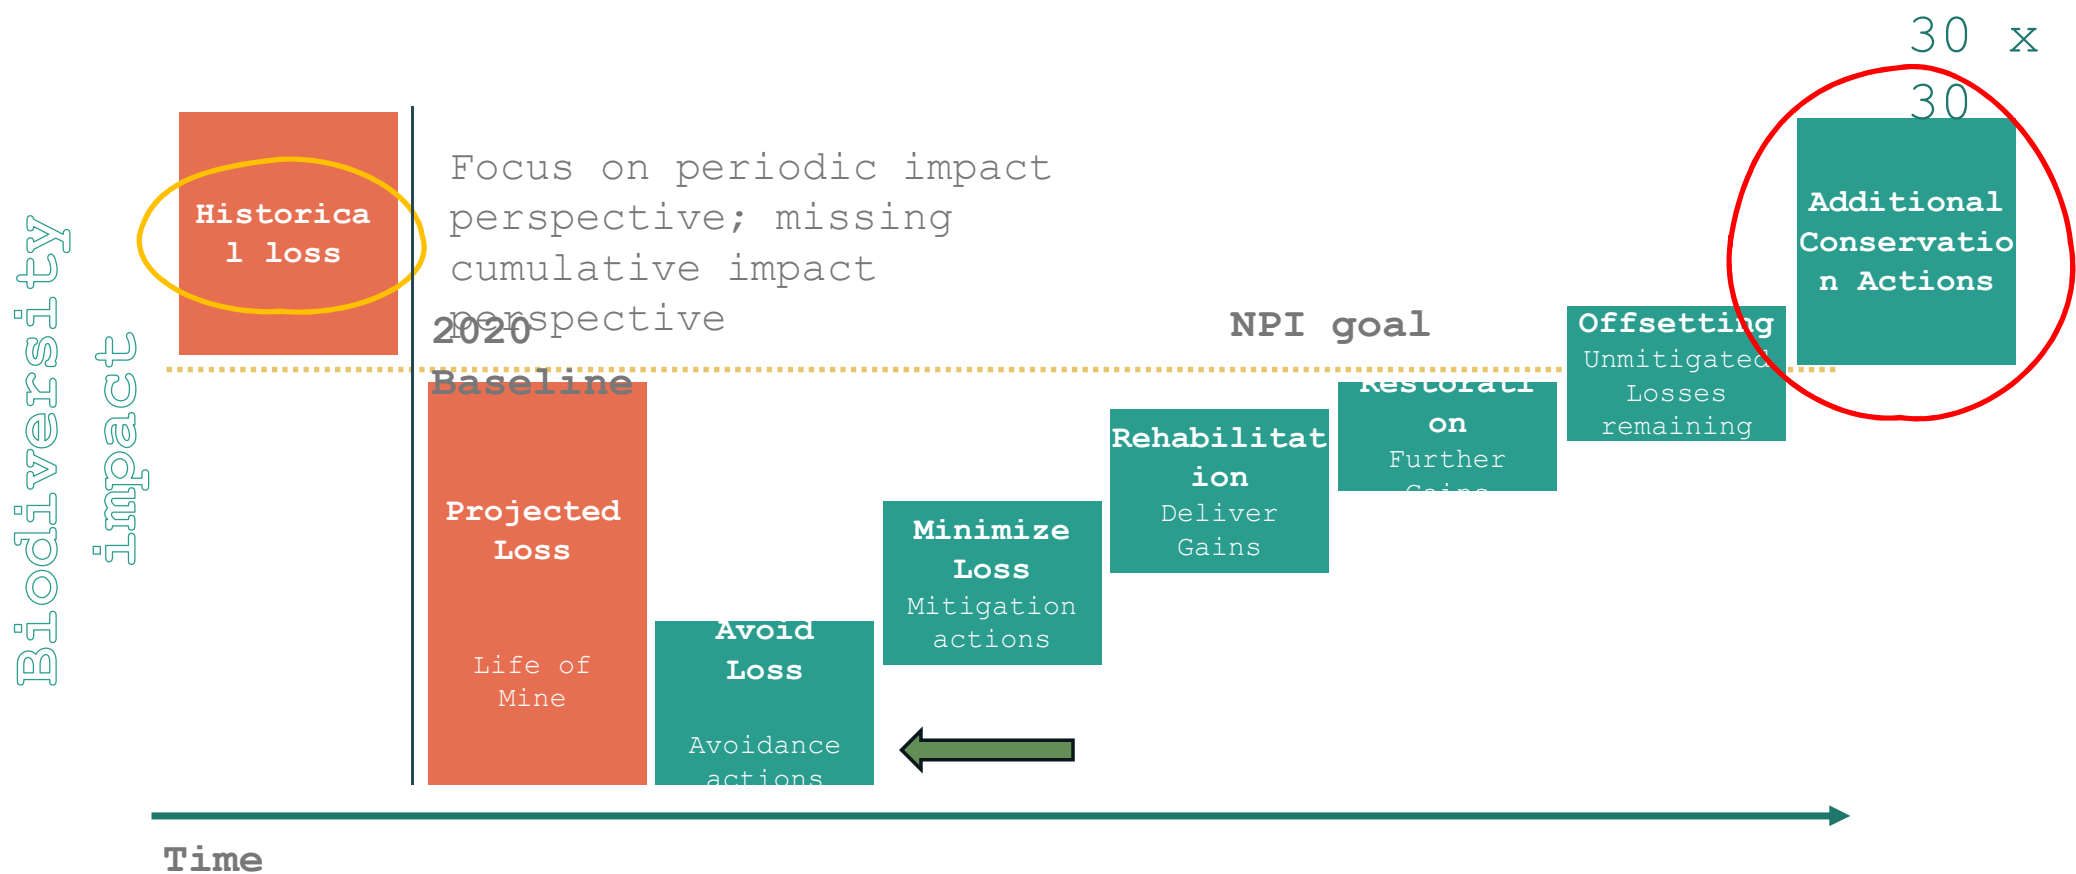 30 x
30
Biodiversity
impact
Historica
l loss
Focus on periodic impact
perspective; missing
cumulative impact
perspective
2020
Baseline
NPI goal
Projected
Loss
Life of
Mine
Avoid
Loss
Avoidance
actions
Minimize
Loss
Mitigation
actions
Rehabilitat
ion
Deliver
Gains
Restorati
on
Further
Gains
Offsetting
Unmitigated
Losses
remaining
Additional
Conservatio
n Actions
Time